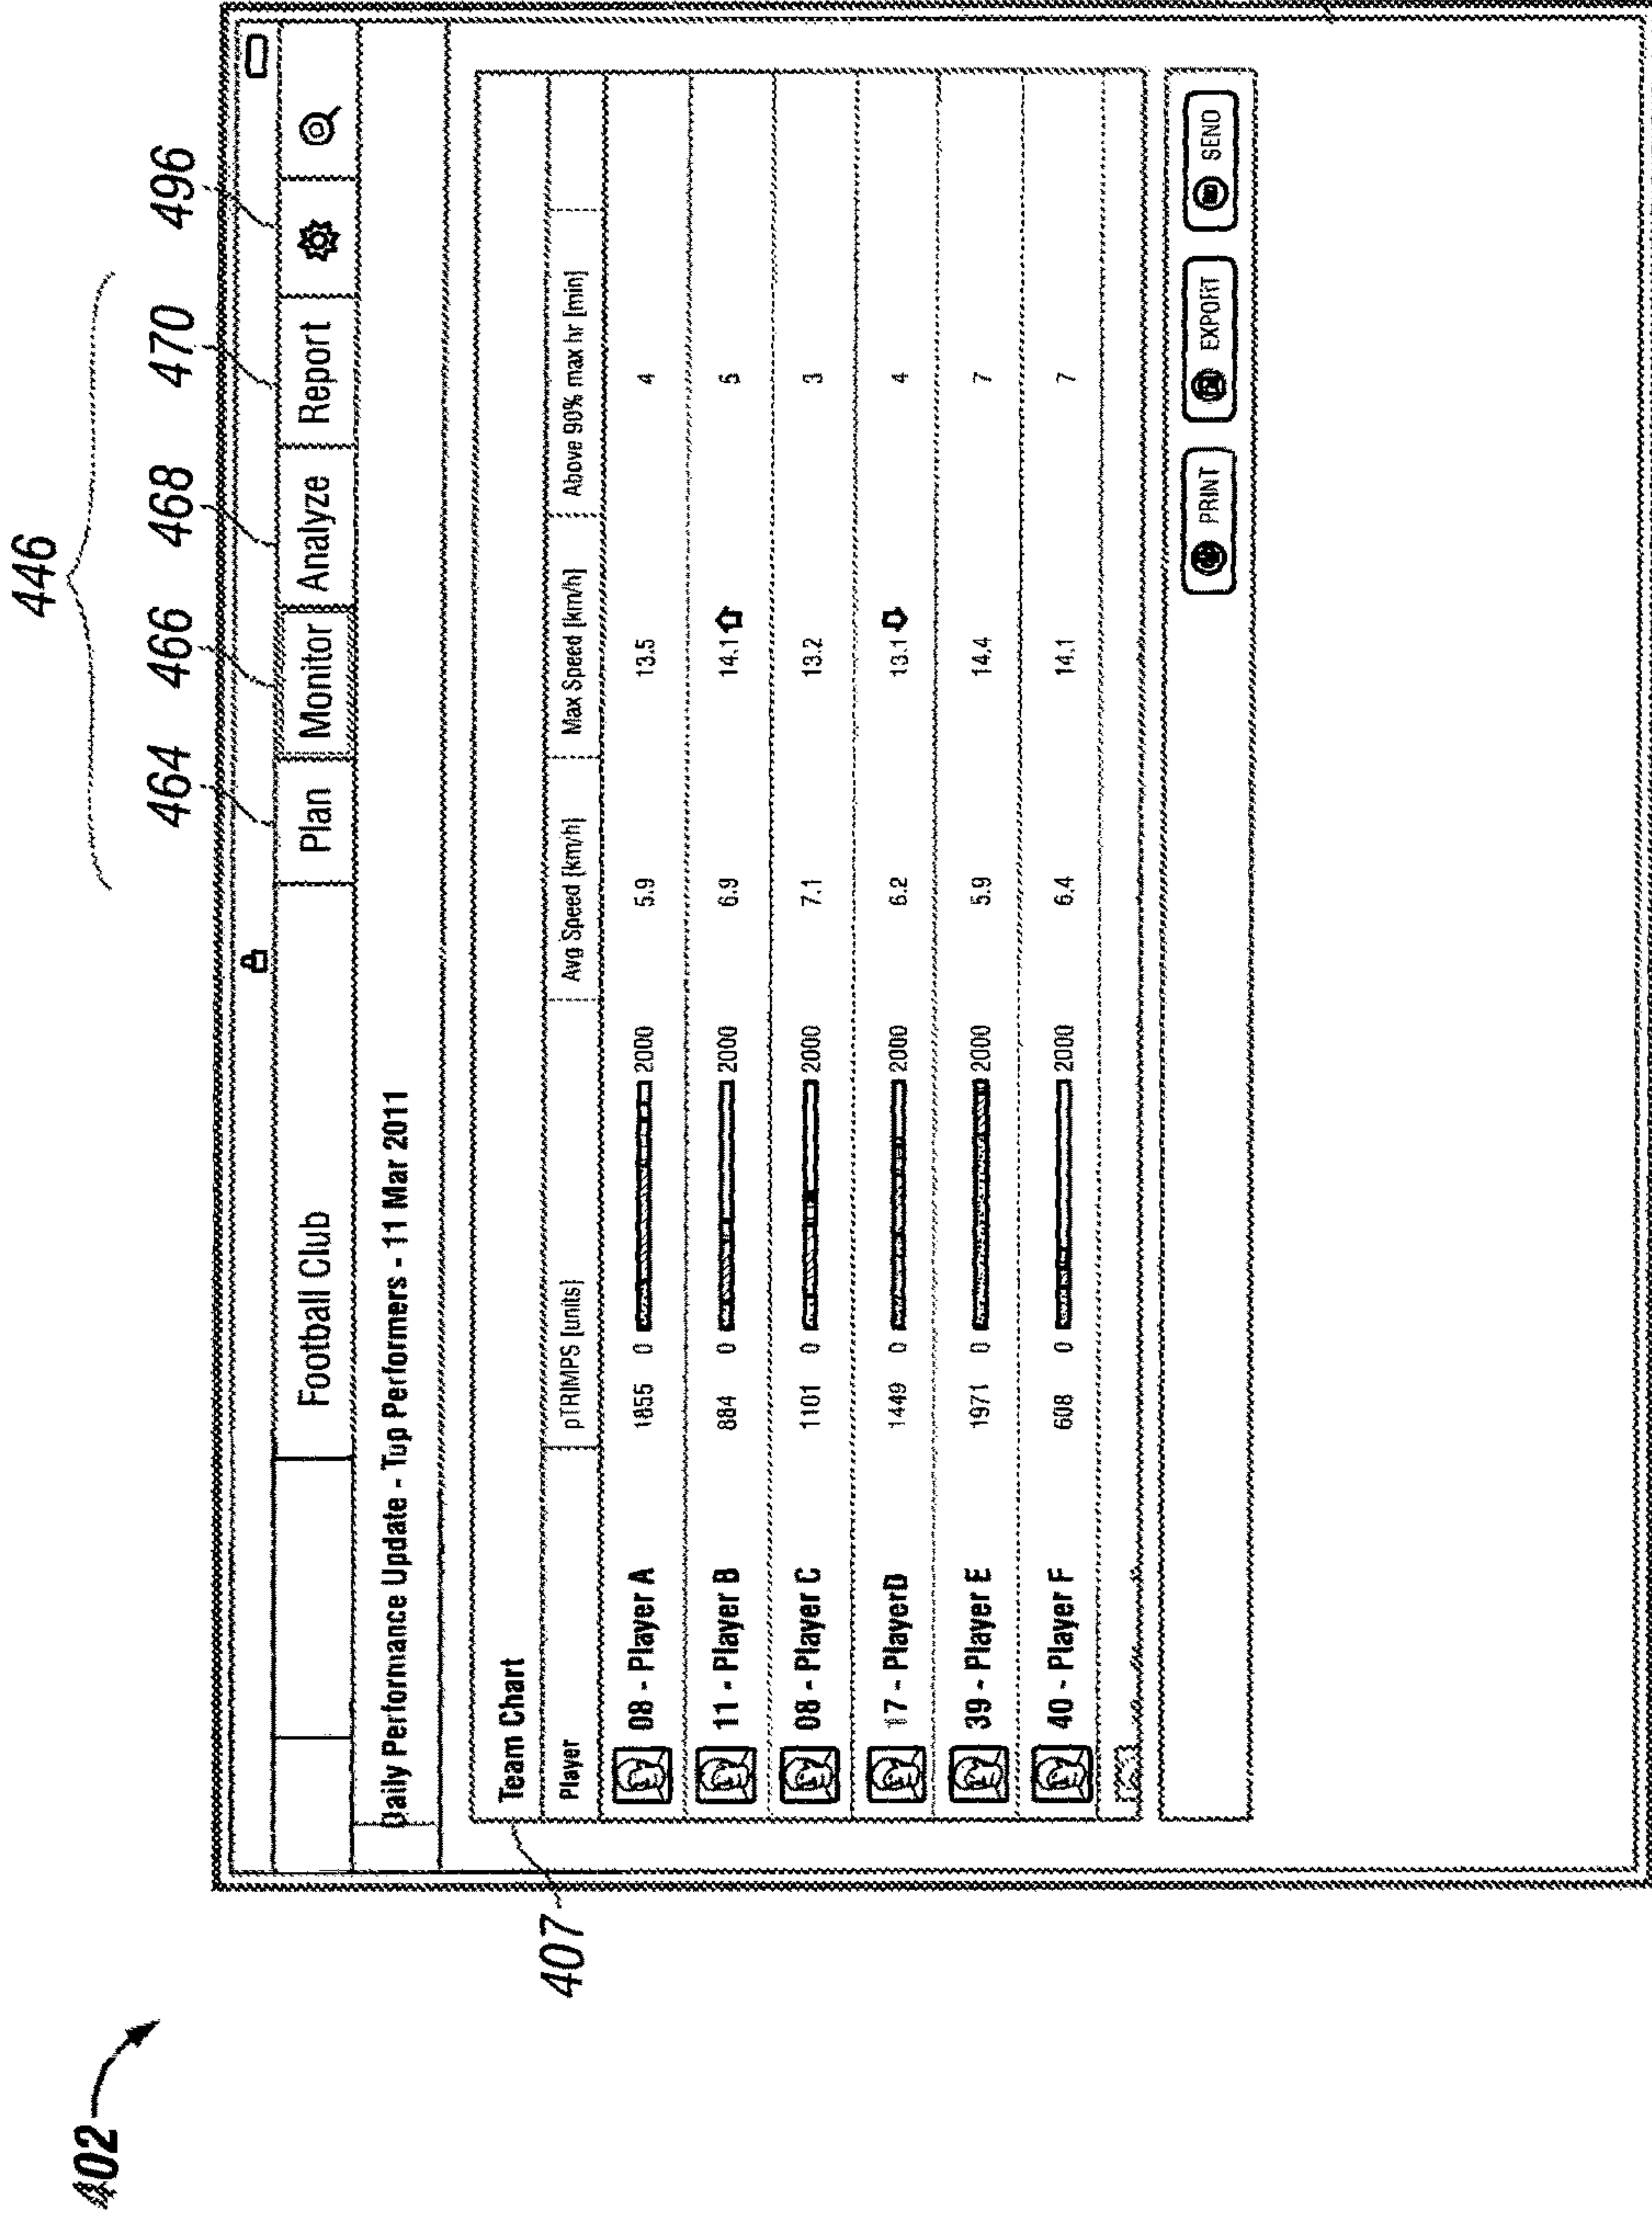 402
446
464 466 468 470 496
Football Club Plan Monitor Analyze Report
Daily Performance Update - Top Performers - 11 Mar 2011
407
Team Chart
Player pTRIMPS [units] Avg Speed [km/h] Max Speed [km/h] Above 90% max hr [min]
08 - Player A 1855 0 2000 5.9 13.5 4
11 - Player B 884 0 2000 6.9 14.1 5
08 - Player C 1101 0 2000 7.1 13.2 3
17 - PlayerD 1449 0 2000 6.2 13.1 4
39 - Player E 1971 0 2000 5.9 14.4 7
40 - Player F 608 0 2000 6.4 14.1 7
PRINT EXPORT SEND